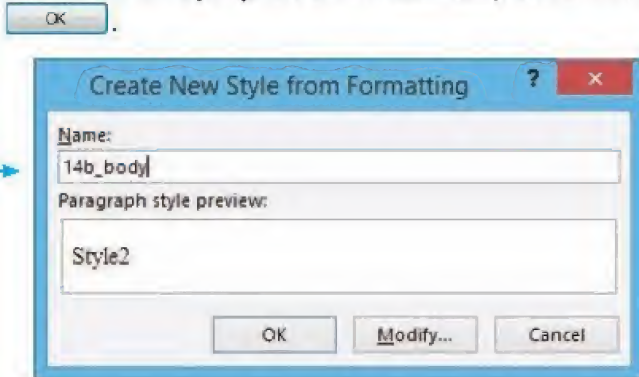 OK .
Create New Style from Formatting ? ×
Name:
14b_body
Paragraph style preview:
Style2
OK Modify... Cancel